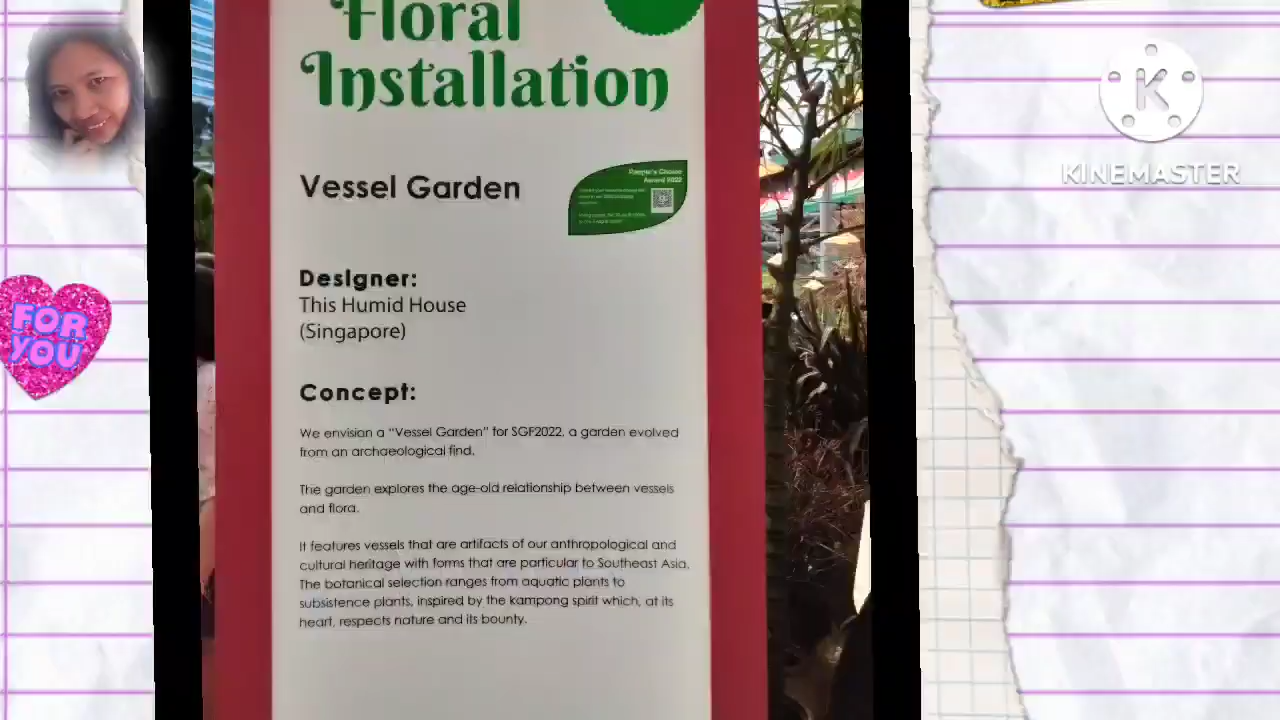 Floral
Installation
Vessel Garden
People's Choice
Award 2022
Designer:
This Humid House
(Singapore)
Concept:
We envision a "Vessel Garden" for SGF2022, a garden evolved
from an archaeological find.
The garden explores the age-old relationship between vessels
and flora.
It features vessels that are artifacts of our anthropological and
cultural heritage with forms that are particular to Southeast Asia.
The botanical selection ranges from aquatic plants to
subsistence plants, inspired by the kampong spirit which, at its
heart, respects nature and its bounty.
FOR
YOU
K
KINEMASTER